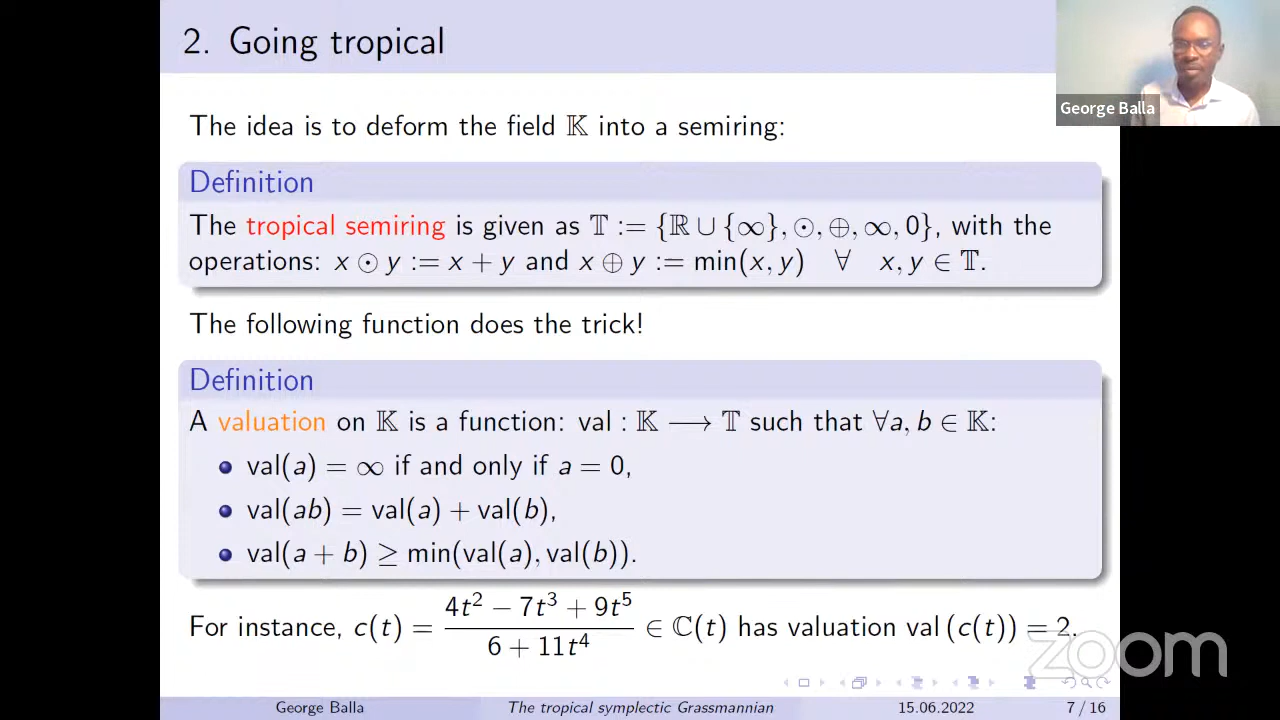 2. Going tropical
George Balla
The idea is to deform the field 𝕂 into a semiring:
Definition
The tropical semiring is given as 𝕋 := {ℝ ∪ {∞}, ⊙, ⊕, ∞, 0}, with the
operations: x ⊙ y := x + y and x ⊕ y := min(x, y) ∀ x, y ∈ 𝕋.
The following function does the trick!
Definition
A valuation on 𝕂 is a function: val : 𝕂 ⟶ 𝕋 such that ∀a, b ∈ 𝕂:
val(a) = ∞ if and only if a = 0,
val(ab) = val(a) + val(b),
val(a + b) ≥ min(val(a), val(b)).
For instance, c(t) = (4t² − 7t³ + 9t⁵)/(6 + 11t⁴) ∈ ℂ(t) has valuation val (c(t)) = 2.
zoom
George Balla The tropical symplectic Grassmannian 15.06.2022 7 / 16